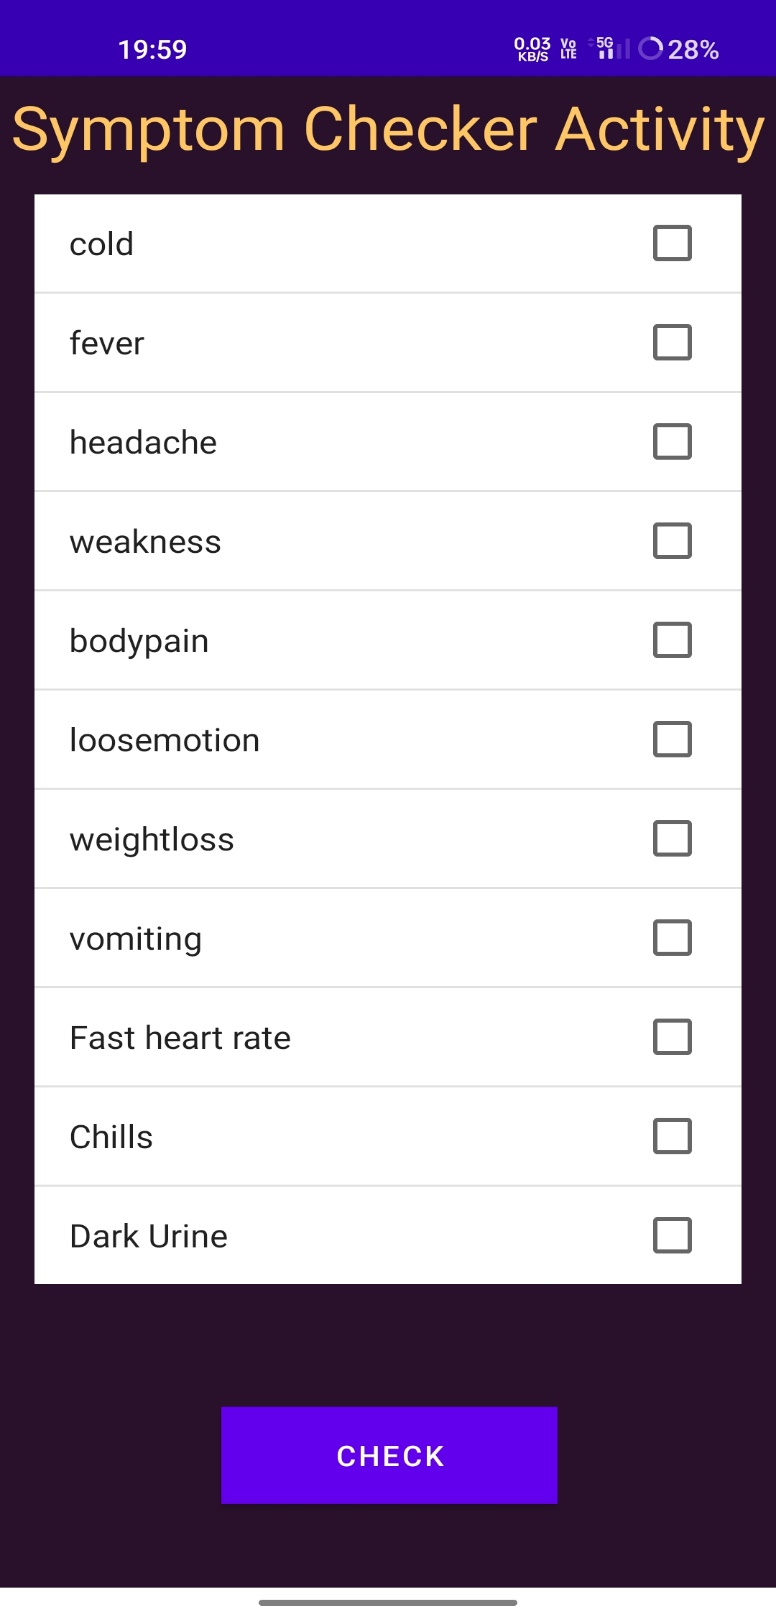 19:59 0.03 KB/S Vo LTE 5G 28%
Symptom Checker Activity
cold
fever
headache
weakness
bodypain
loosemotion
weightloss
vomiting
Fast heart rate
Chills
Dark Urine
CHECK